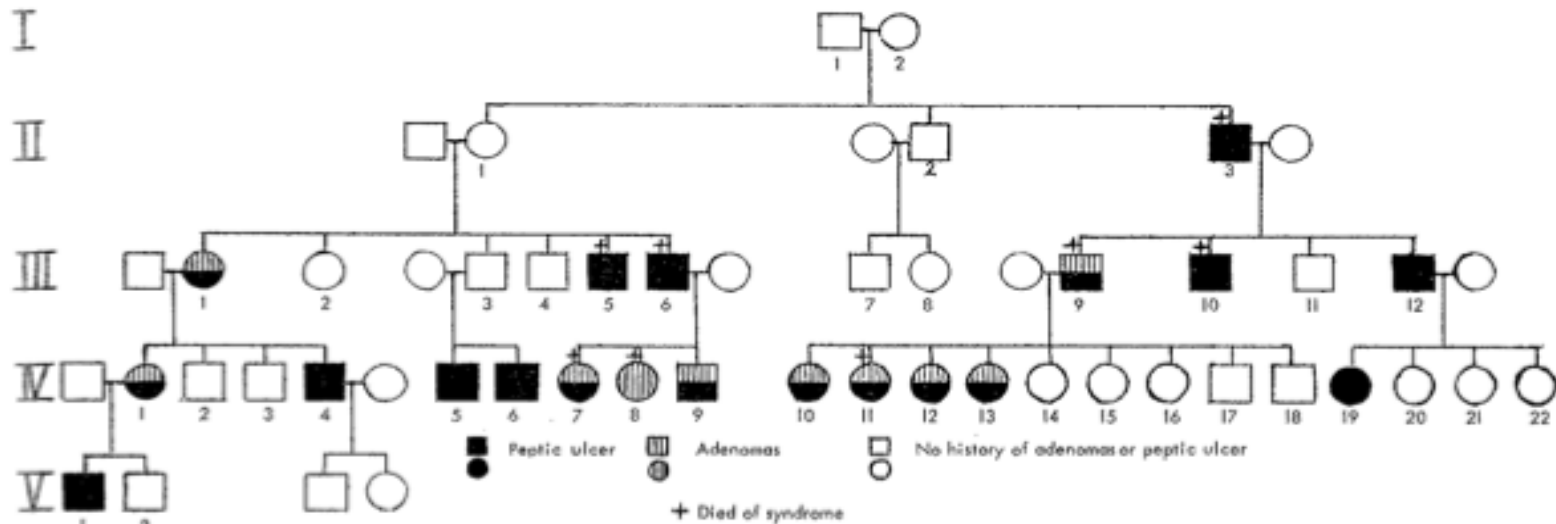 I
1 2
II
1 2 3
III
1 2 3 4 5 6 7 8 9 10 11 12
IV
1 2 3 4 5 6 7 8 9 10 11 12 13 14 15 16 17 18 19 20 21 22
Peptic ulcer Adenomas No history of adenomas or peptic ulcer
V
+ Died of syndrome